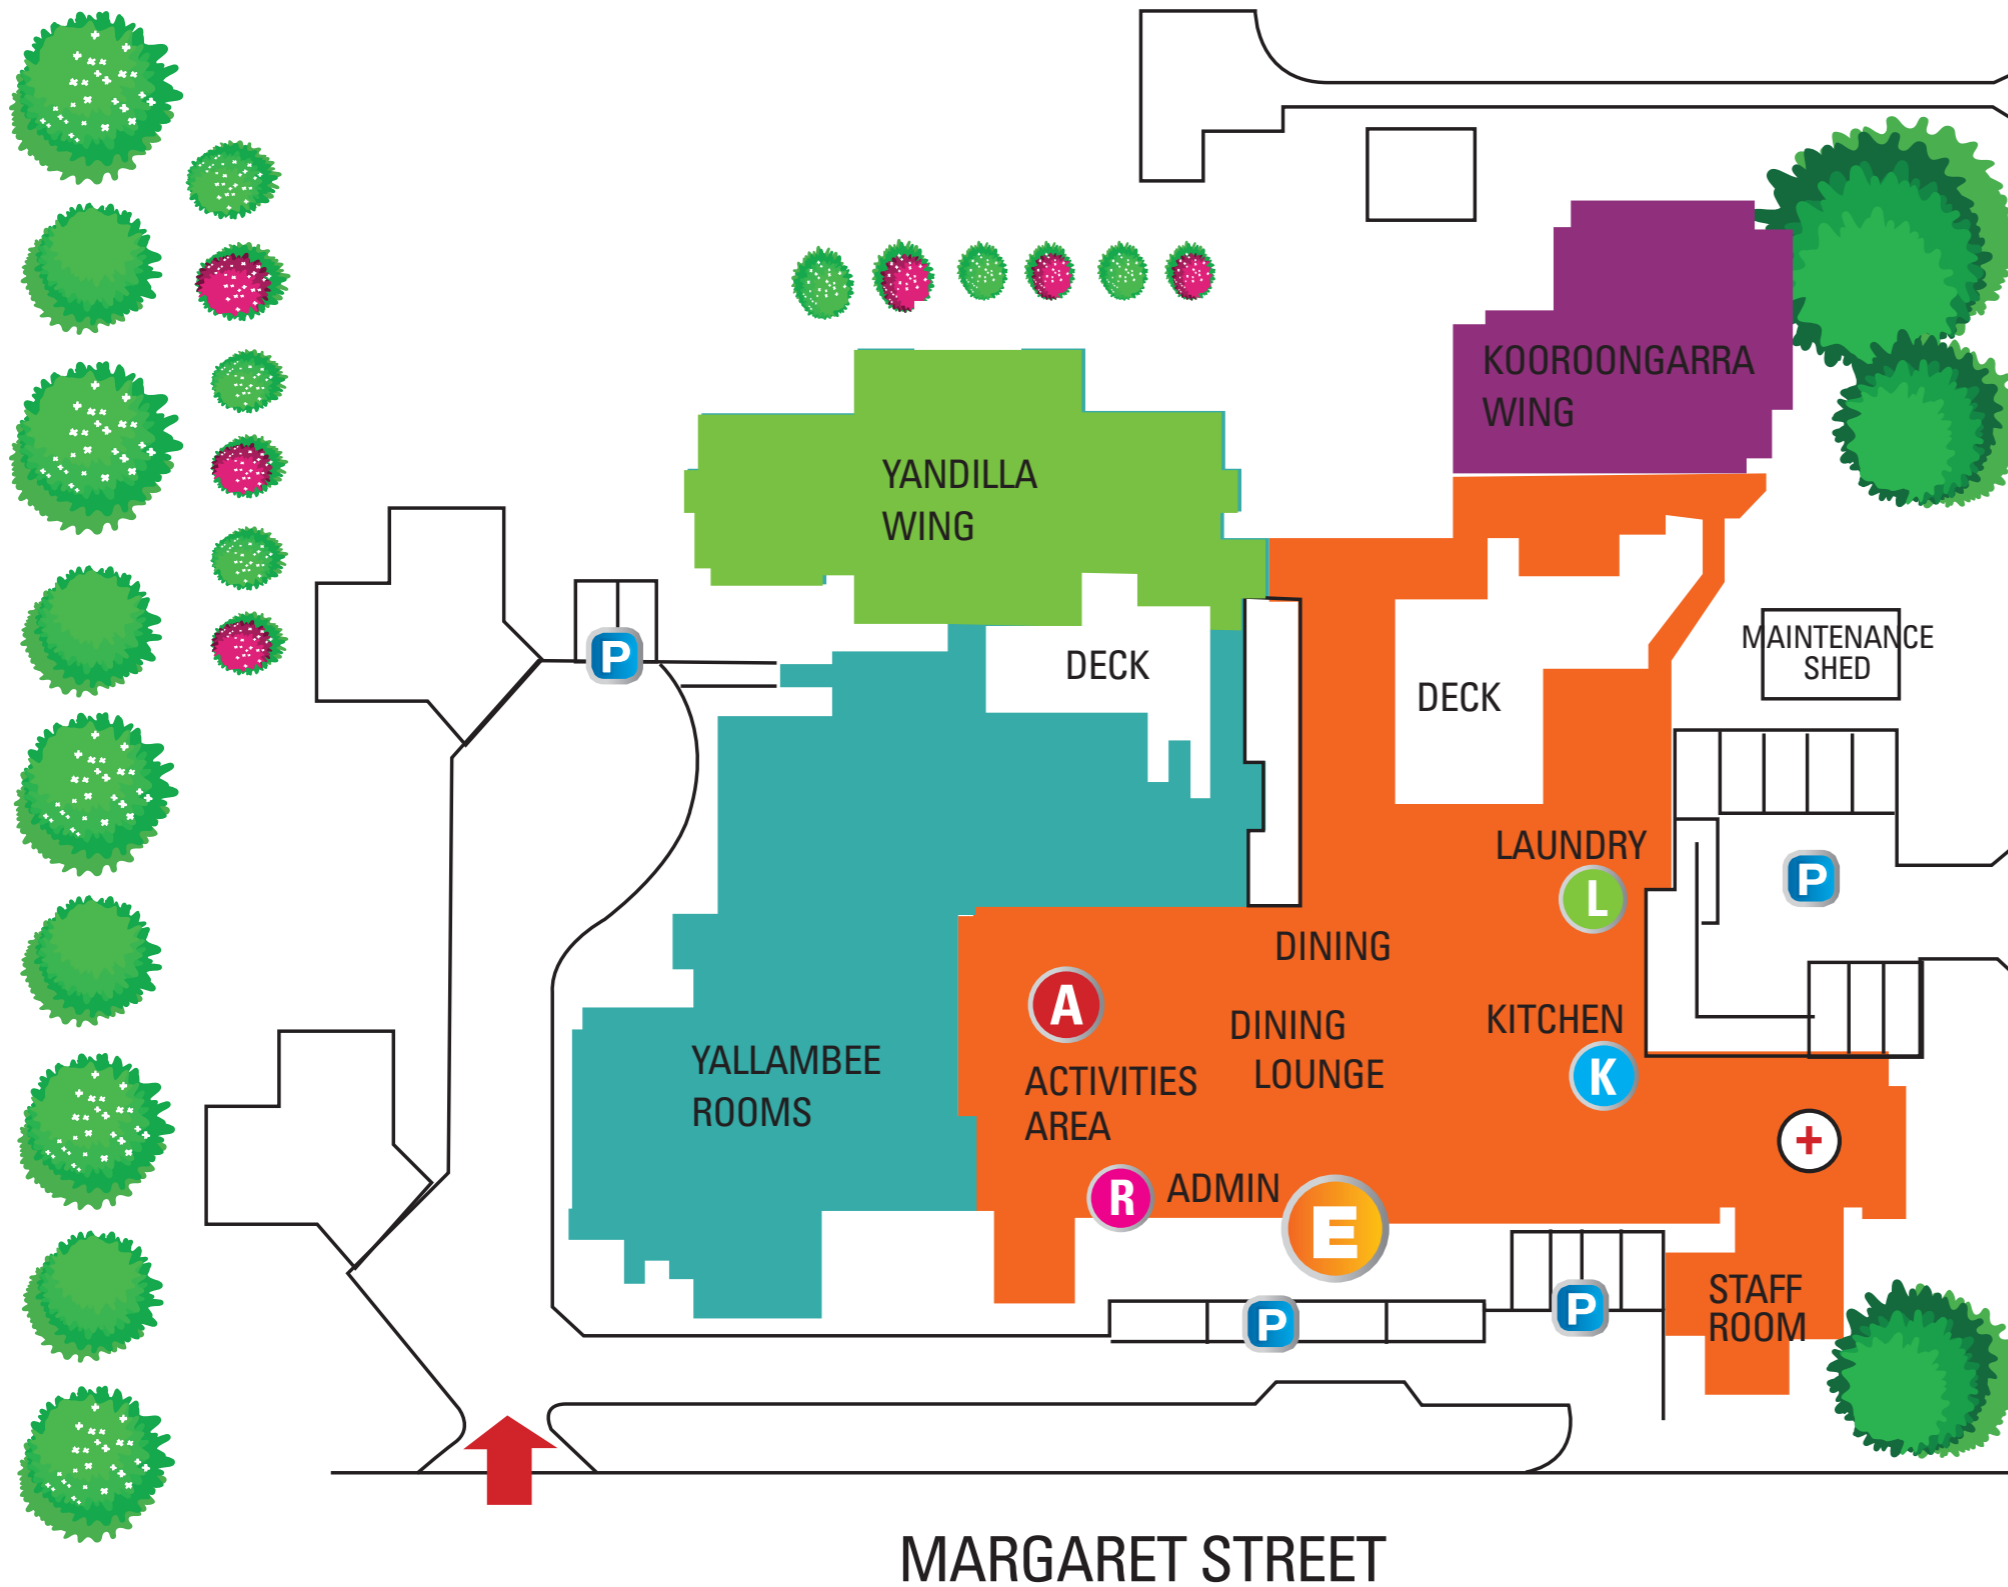 KOOROONGARRA
WING
YANDILLA
WING
P
DECK
MAINTENANCE
SHED
DECK
LAUNDRY
L
P
DINING
A
DINING
LOUNGE
KITCHEN
K
YALLAMBEE
ROOMS
ACTIVITIES
AREA
+
R
ADMIN
E
STAFF
ROOM
P
P
MARGARET STREET